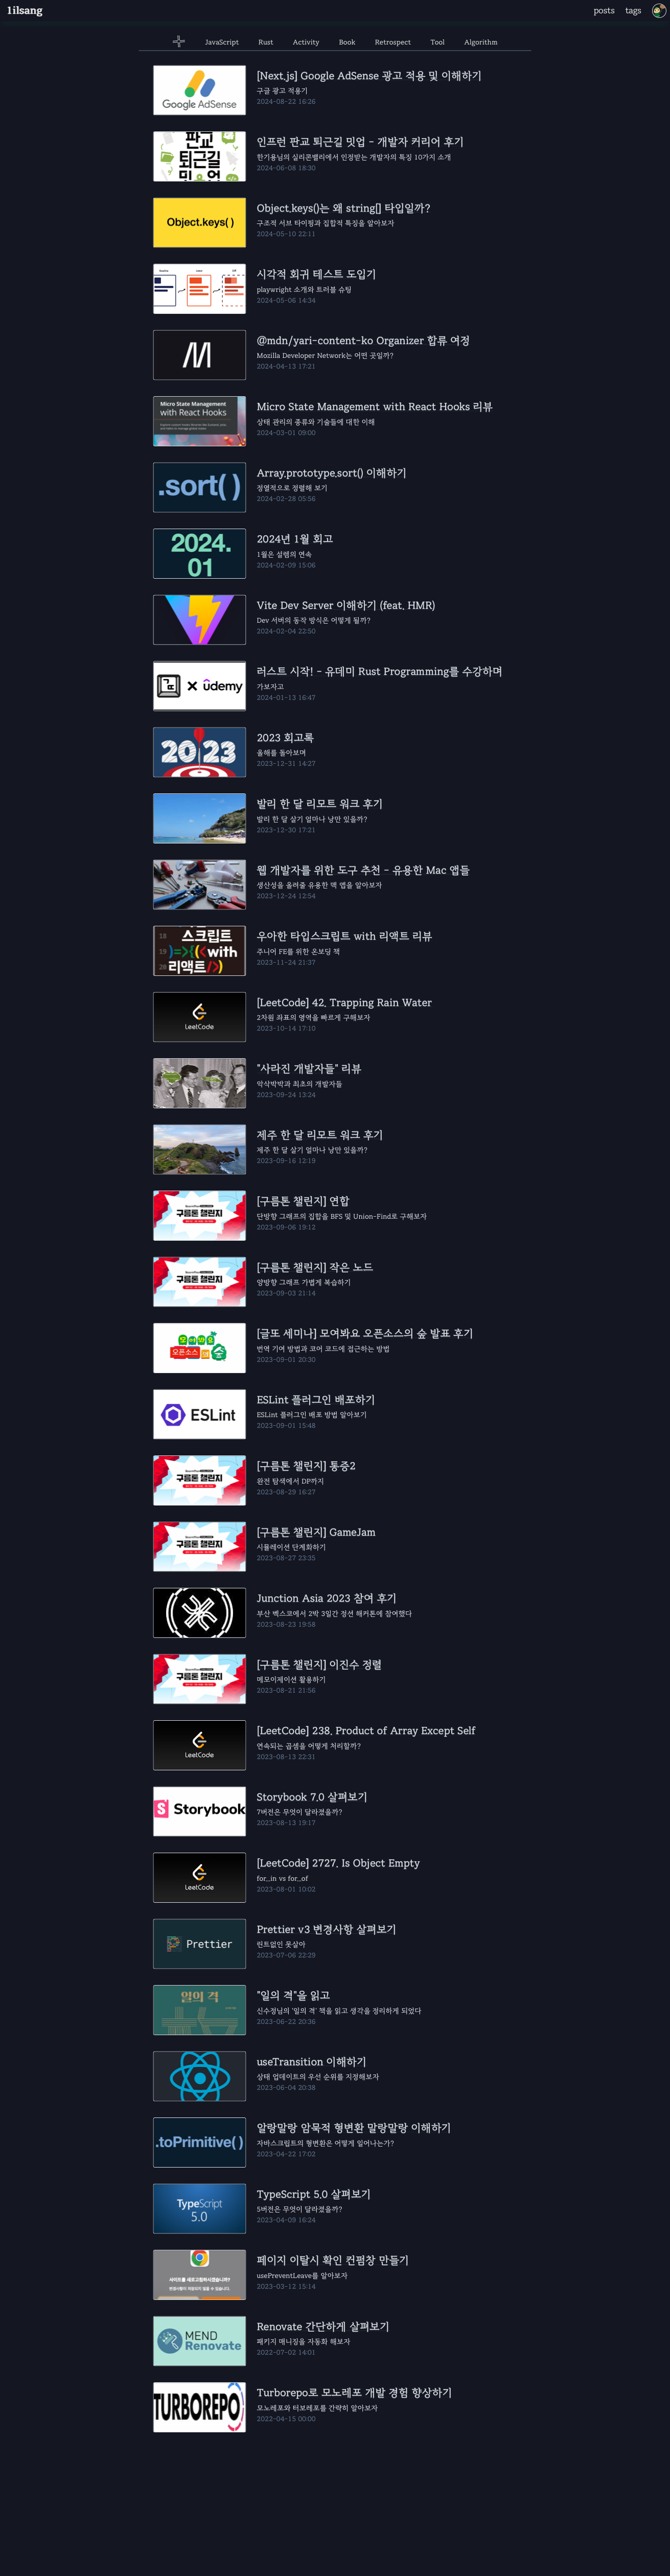 1ilsang
posts tags
JavaScript Rust Activity Book Retrospect Tool Algorithm
Google AdSense
[Next.js] Google AdSense 광고 적용 및 이해하기
구글 광고 적용기
2024-08-22 16:26
판교
퇴근길
밋업
인프런 판교 퇴근길 밋업 - 개발자 커리어 후기
한기용님의 실리콘밸리에서 인정받는 개발자의 특징 10가지 소개
2024-06-08 18:30
Object.keys( )
Object.keys()는 왜 string[] 타입일까?
구조적 서브 타이핑과 집합적 특징을 알아보자
2024-05-10 22:11
시각적 회귀 테스트 도입기
playwright 소개와 트러블 슈팅
2024-05-06 14:34
@mdn/yari-content-ko Organizer 합류 여정
Mozilla Developer Network는 어떤 곳일까?
2024-04-13 17:21
Micro State Management
with React Hooks
Micro State Management with React Hooks 리뷰
상태 관리의 종류와 기술들에 대한 이해
2024-03-01 09:00
.sort( )
Array.prototype.sort() 이해하기
정열적으로 정렬해 보기
2024-02-28 05:56
2024.
01
2024년 1월 회고
1월은 설렘의 연속
2024-02-09 15:06
Vite Dev Server 이해하기 (feat. HMR)
Dev 서버의 동작 방식은 어떻게 될까?
2024-02-04 22:50
x udemy
러스트 시작! - 유데미 Rust Programming를 수강하며
가보자고
2024-01-13 16:47
2023
2023 회고록
올해를 돌아보며
2023-12-31 14:27
발리 한 달 리모트 워크 후기
발리 한 달 살기 얼마나 낭만 있을까?
2023-12-30 17:21
웹 개발자를 위한 도구 추천 - 유용한 Mac 앱들
생산성을 올려줄 유용한 맥 앱을 알아보자
2023-12-24 12:54
18 스크립트
19 )=>{(<with
20 리액트/>)
우아한 타입스크립트 with 리액트 리뷰
주니어 FE를 위한 온보딩 책
2023-11-24 21:37
LeetCode
[LeetCode] 42. Trapping Rain Water
2차원 좌표의 영역을 빠르게 구해보자
2023-10-14 17:10
"사라진 개발자들" 리뷰
악삭박박과 최초의 개발자들
2023-09-24 13:24
제주 한 달 리모트 워크 후기
제주 한 달 살기 얼마나 낭만 있을까?
2023-09-16 12:19
구름톤 챌린지
[구름톤 챌린지] 연합
단방향 그래프의 집합을 BFS 및 Union-Find로 구해보자
2023-09-06 19:12
구름톤 챌린지
[구름톤 챌린지] 작은 노드
양방향 그래프 가볍게 복습하기
2023-09-03 21:14
오픈소스
[글또 세미나] 모여봐요 오픈소스의 숲 발표 후기
번역 기여 방법과 코어 코드에 접근하는 방법
2023-09-01 20:30
ESLint
ESLint 플러그인 배포하기
ESLint 플러그인 배포 방법 알아보기
2023-09-01 15:48
구름톤 챌린지
[구름톤 챌린지] 통증2
완전 탐색에서 DP까지
2023-08-29 16:27
구름톤 챌린지
[구름톤 챌린지] GameJam
시뮬레이션 단계화하기
2023-08-27 23:35
Junction Asia 2023 참여 후기
부산 벡스코에서 2박 3일간 정션 해커톤에 참여했다
2023-08-23 19:58
구름톤 챌린지
[구름톤 챌린지] 이진수 정렬
메모이제이션 활용하기
2023-08-21 21:56
LeetCode
[LeetCode] 238. Product of Array Except Self
연속되는 곱셈을 어떻게 처리할까?
2023-08-13 22:31
Storybook
Storybook 7.0 살펴보기
7버전은 무엇이 달라졌을까?
2023-08-13 19:17
LeetCode
[LeetCode] 2727. Is Object Empty
for...in vs for...of
2023-08-01 10:02
Prettier
Prettier v3 변경사항 살펴보기
린트없인 못살아
2023-07-06 22:29
일의 격
"일의 격"을 읽고
신수정님의 '일의 격' 책을 읽고 생각을 정리하게 되었다
2023-06-22 20:36
useTransition 이해하기
상태 업데이트의 우선 순위를 지정해보자
2023-06-04 20:38
.toPrimitive( )
알랑말랑 암묵적 형변환 말랑말랑 이해하기
자바스크립트의 형변환은 어떻게 일어나는가?
2023-04-22 17:02
TypeScript
5.0
TypeScript 5.0 살펴보기
5버전은 무엇이 달라졌을까?
2023-04-09 16:24
사이트를 새로고침하시겠습니까?
변경사항이 저장되지 않을 수 있습니다.
페이지 이탈시 확인 컨펌창 만들기
usePreventLeave를 알아보자
2023-03-12 15:14
MEND
Renovate
Renovate 간단하게 살펴보기
패키지 매니징을 자동화 해보자
2022-07-02 14:01
TURBOREPO
Turborepo로 모노레포 개발 경험 향상하기
모노레포와 터보레포를 간략히 알아보자
2022-04-15 00:00